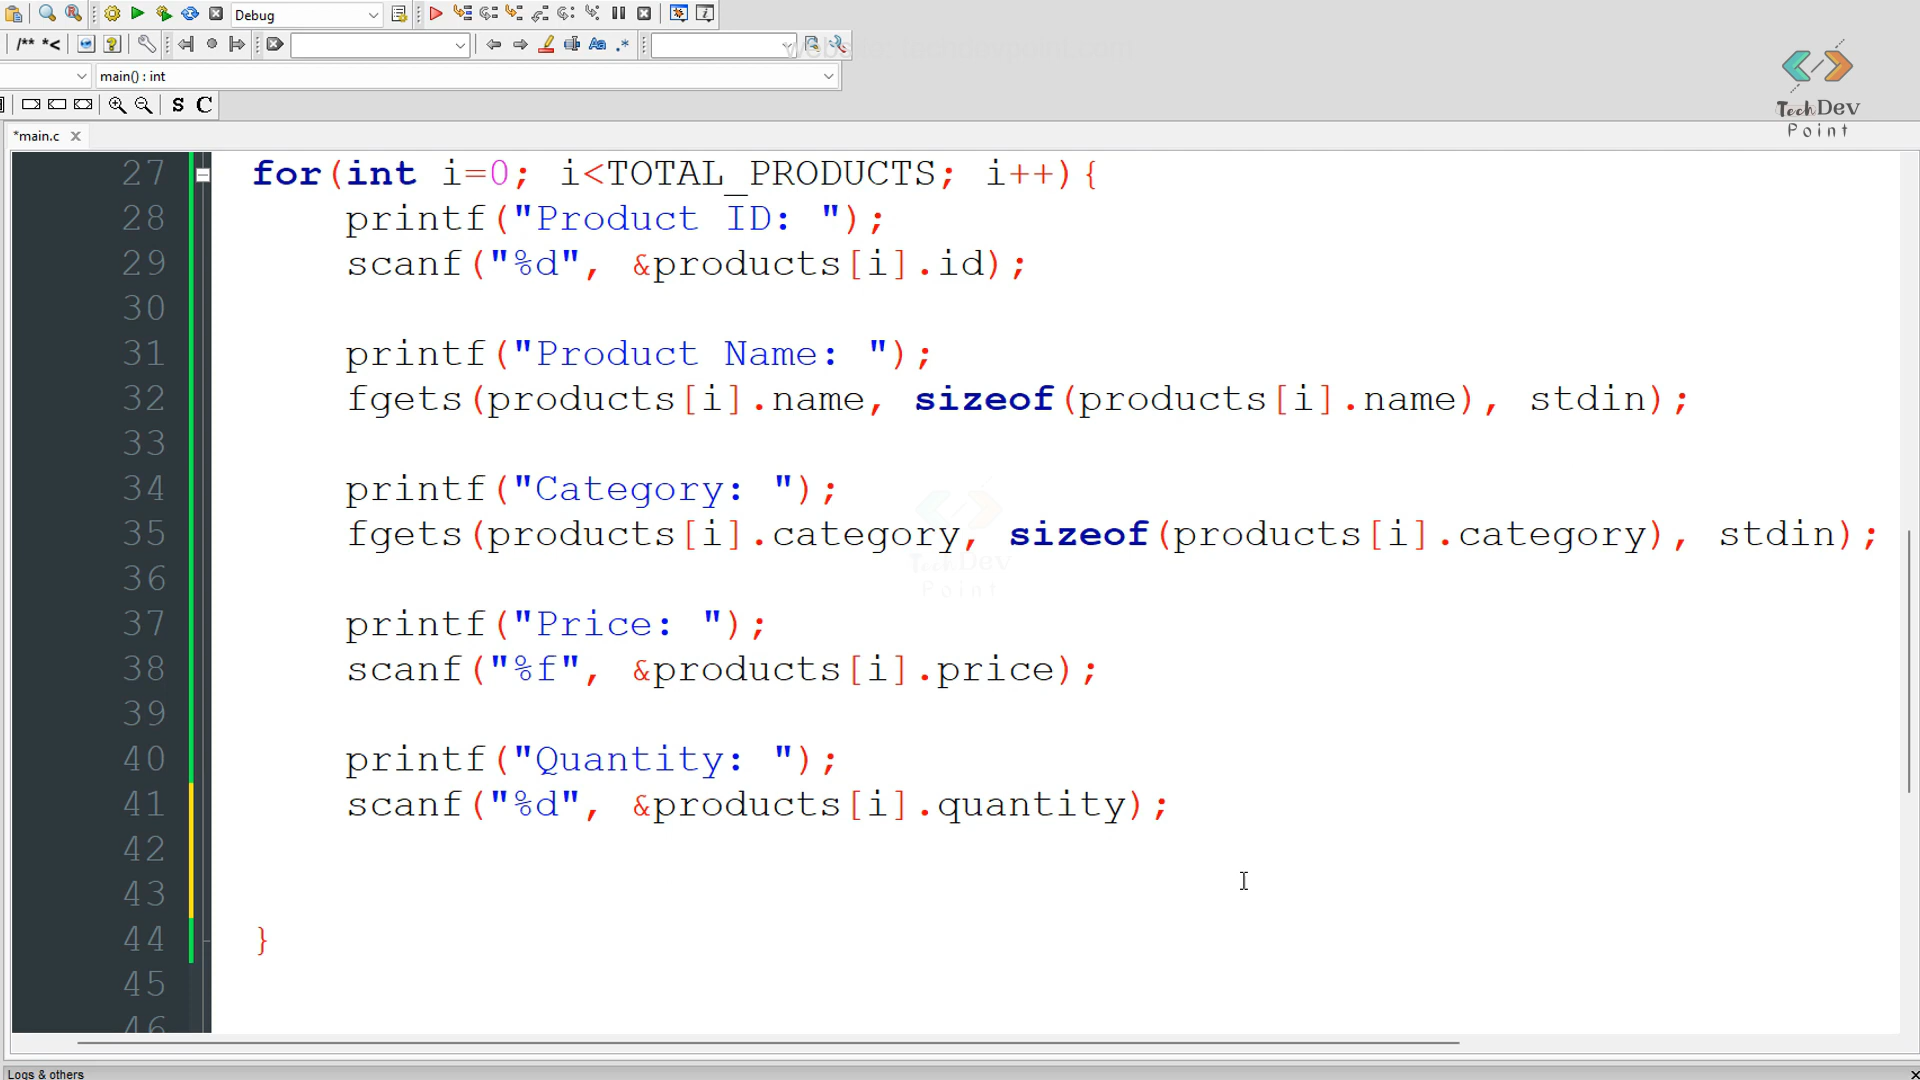 Debug
/** *<
main() : int
S C
*main.c
TechDev
Point
27 for(int i=0; i<TOTAL_PRODUCTS; i++){
28 printf("Product ID: ");
29 scanf("%d", &products[i].id);
30
31 printf("Product Name: ");
32 fgets(products[i].name, sizeof(products[i].name), stdin);
33
34 printf("Category: ");
35 fgets(products[i].category, sizeof(products[i].category), stdin);
36
TechDev
Point
37 printf("Price: ");
38 scanf("%f", &products[i].price);
39
40 printf("Quantity: ");
41 scanf("%d", &products[i].quantity);
42
43
44 }
45
46
Logs & others